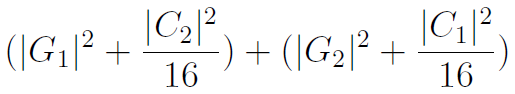 $(|G_1|^2 + \frac{|C_2|^2}{16}) + (|G_2|^2 + \frac{|C_1|^2}{16})$